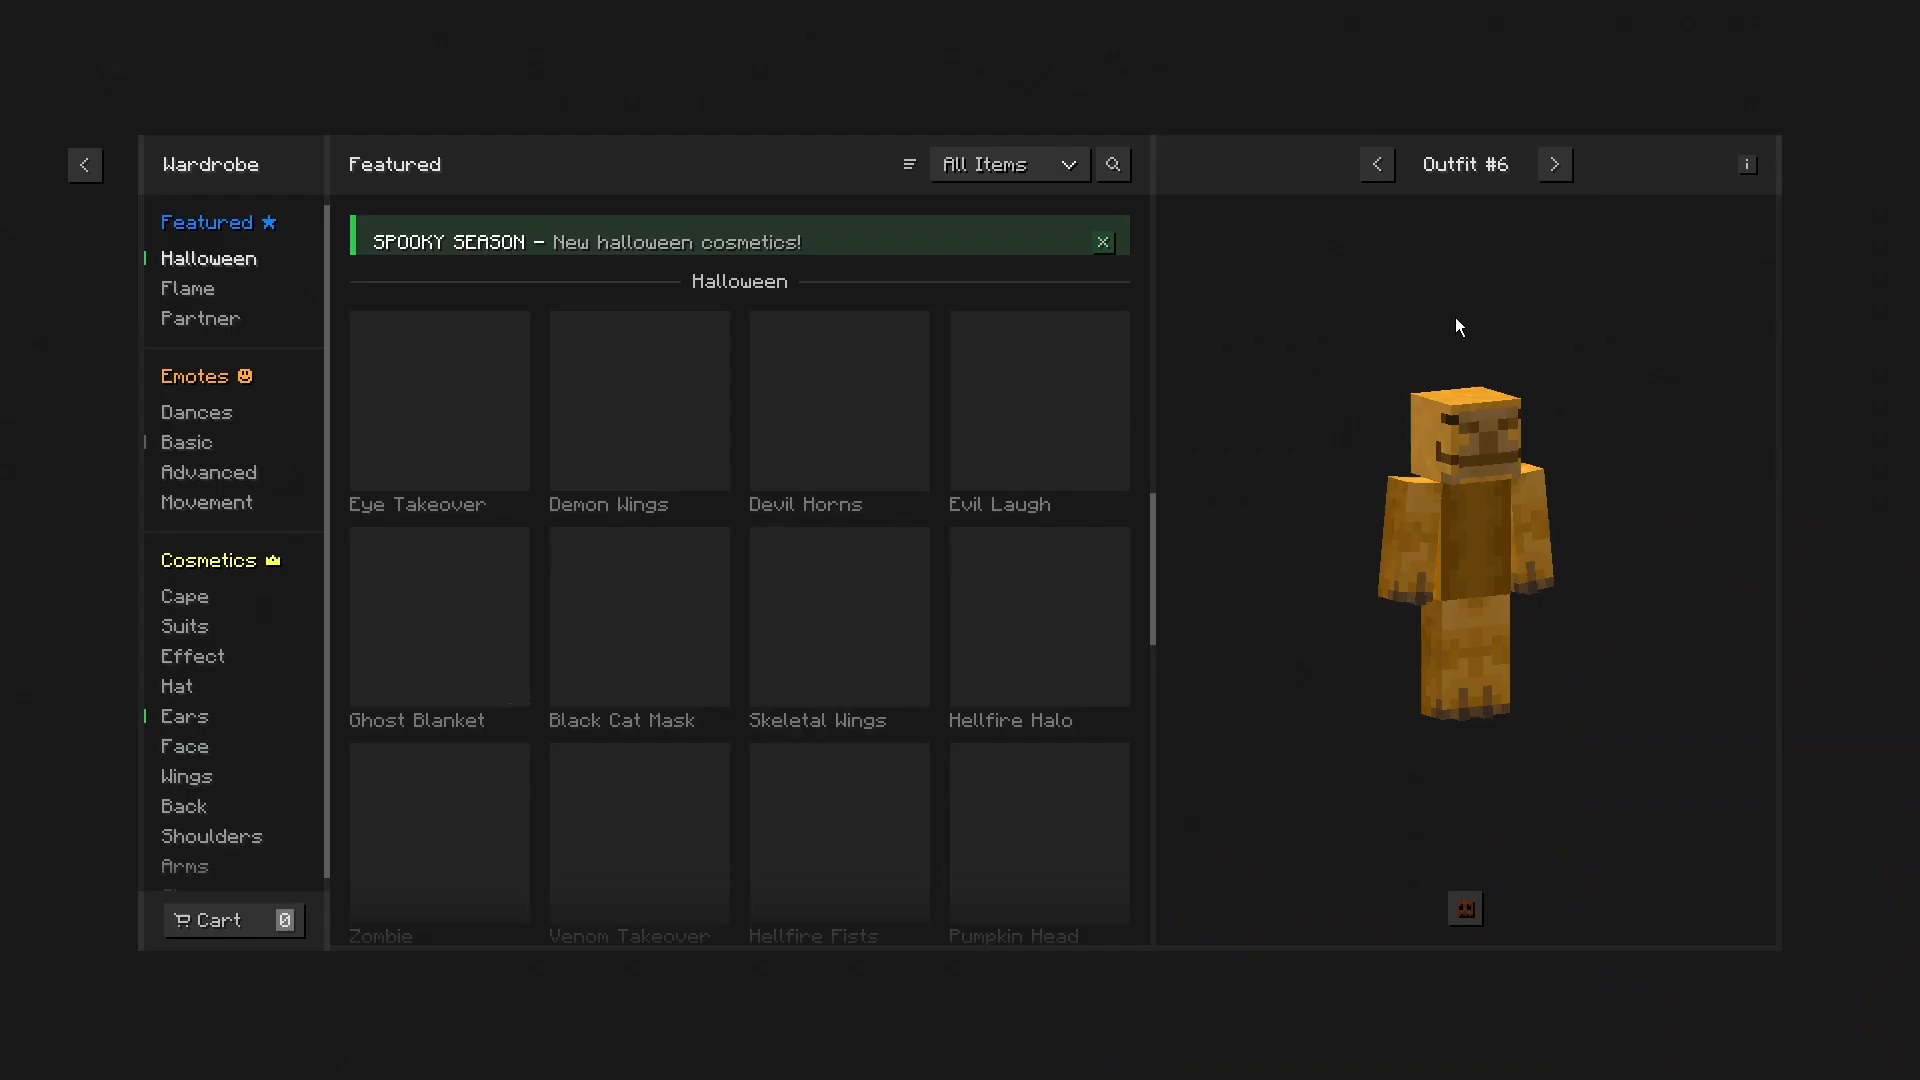 Wardrobe
Featured
All Items
Outfit #6
i
Featured
Halloween
Flame
Partner
Emotes
Dances
Basic
Advanced
Movement
Cosmetics
Cape
Suits
Effect
Hat
Ears
Face
Wings
Back
Shoulders
Arms
Cart 0
SPOOKY SEASON - New halloween cosmetics!
Halloween
Eye Takeover
Demon Wings
Devil Horns
Evil Laugh
Ghost Blanket
Black Cat Mask
Skeletal Wings
Hellfire Halo
Zombie
Venom Takeover
Hellfire Fists
Pumpkin Head